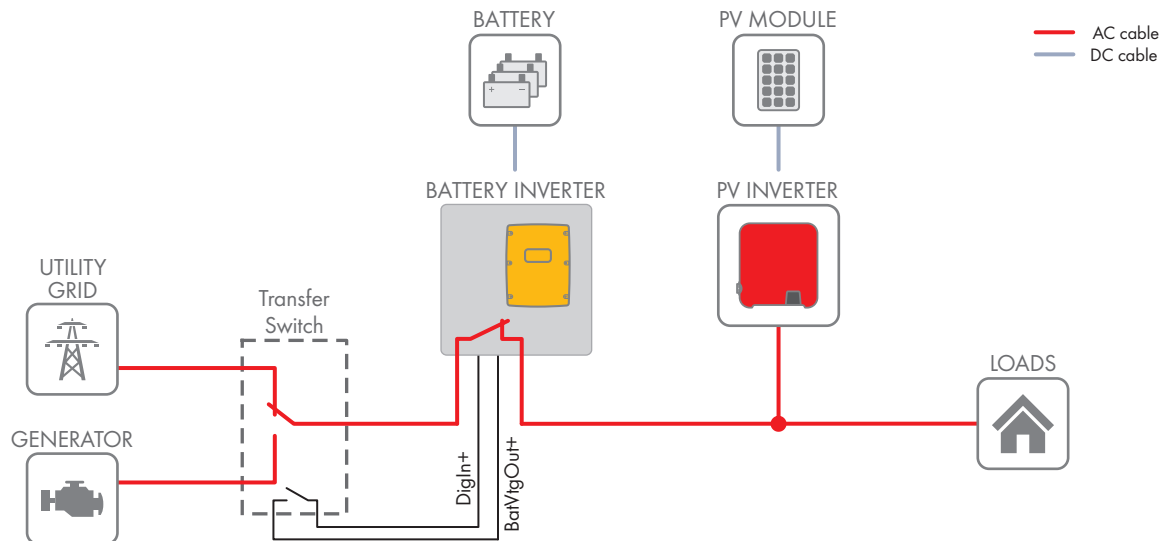 BATTERY
PV MODULE
AC cable
DC cable
+ −
BATTERY INVERTER
PV INVERTER
UTILITY
GRID
Transfer
Switch
LOADS
GENERATOR
DigIn+
BatVtgOut+